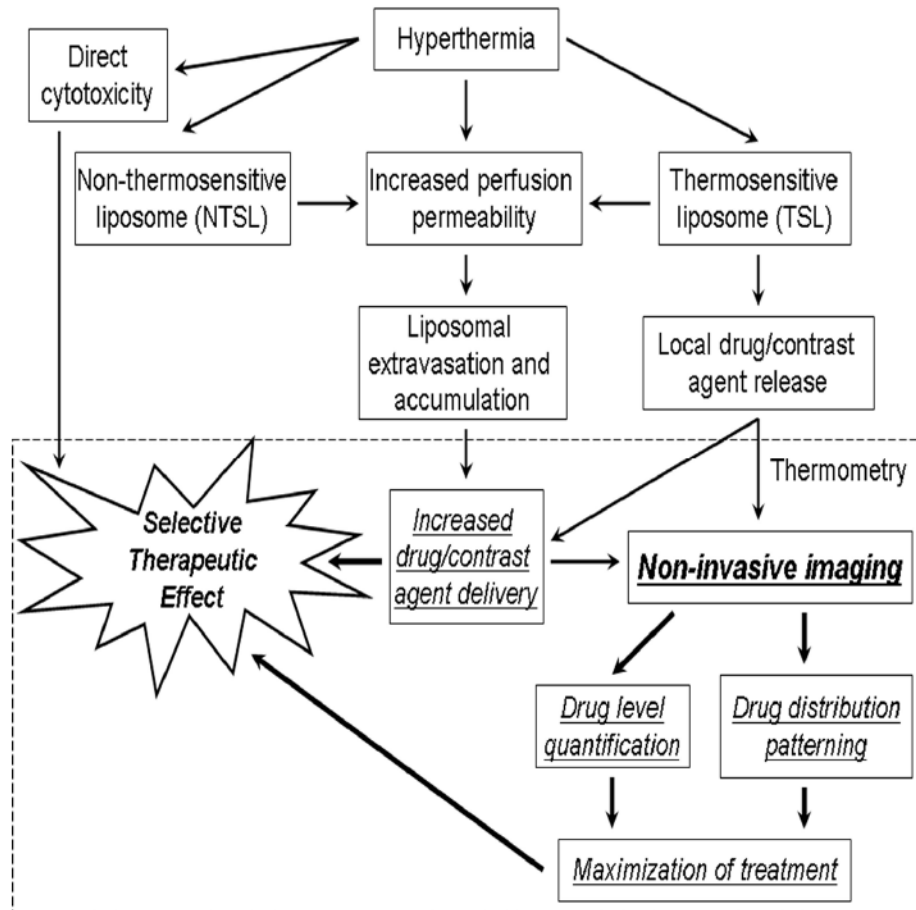 Hyperthermia
Direct
cytotoxicity
Non-thermosensitive
liposome (NTSL)
Increased perfusion
permeability
Thermosensitive
liposome (TSL)
Liposomal
extravasation and
accumulation
Local drug/contrast
agent release
Thermometry
Selective
Therapeutic
Effect
Increased
drug/contrast
agent delivery
Non-invasive imaging
Drug level
quantification
Drug distribution
patterning
Maximization of treatment